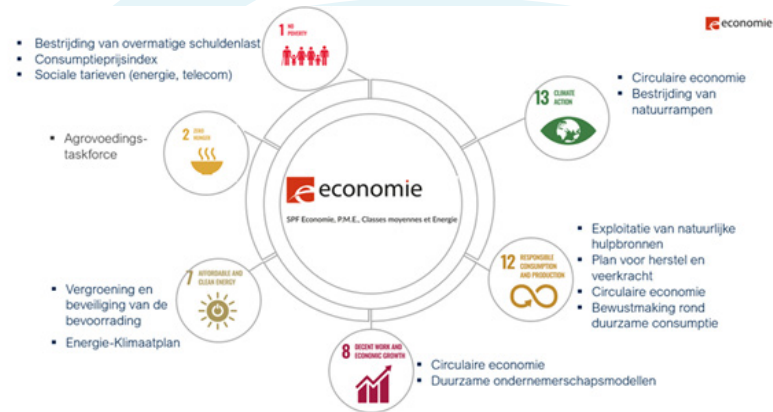 economie
1 NO
POVERTY
Bestrijding van overmatige schuldenlast
Consumptieprijsindex
Sociale tarieven (energie, telecom)
13 CLIMATE
ACTION
Circulaire economie
Bestrijding van
natuurrampen
2 ZERO
HUNGER
Agrovoedings-
taskforce
economie
SPF Economie, P.M.E., Classes moyennes et Energie
12 RESPONSIBLE
CONSUMPTION
AND PRODUCTION
Exploitatie van natuurlijke
hulpbronnen
Plan voor herstel en
veerkracht
Circulaire economie
Bewustmaking rond
duurzame consumptie
7 AFFORDABLE AND
CLEAN ENERGY
Vergroening en
beveiliging van de
bevoorrading
Energie-Klimaatplan
8 DECENT WORK AND
ECONOMIC GROWTH
Circulaire economie
Duurzame ondernemerschapsmodellen